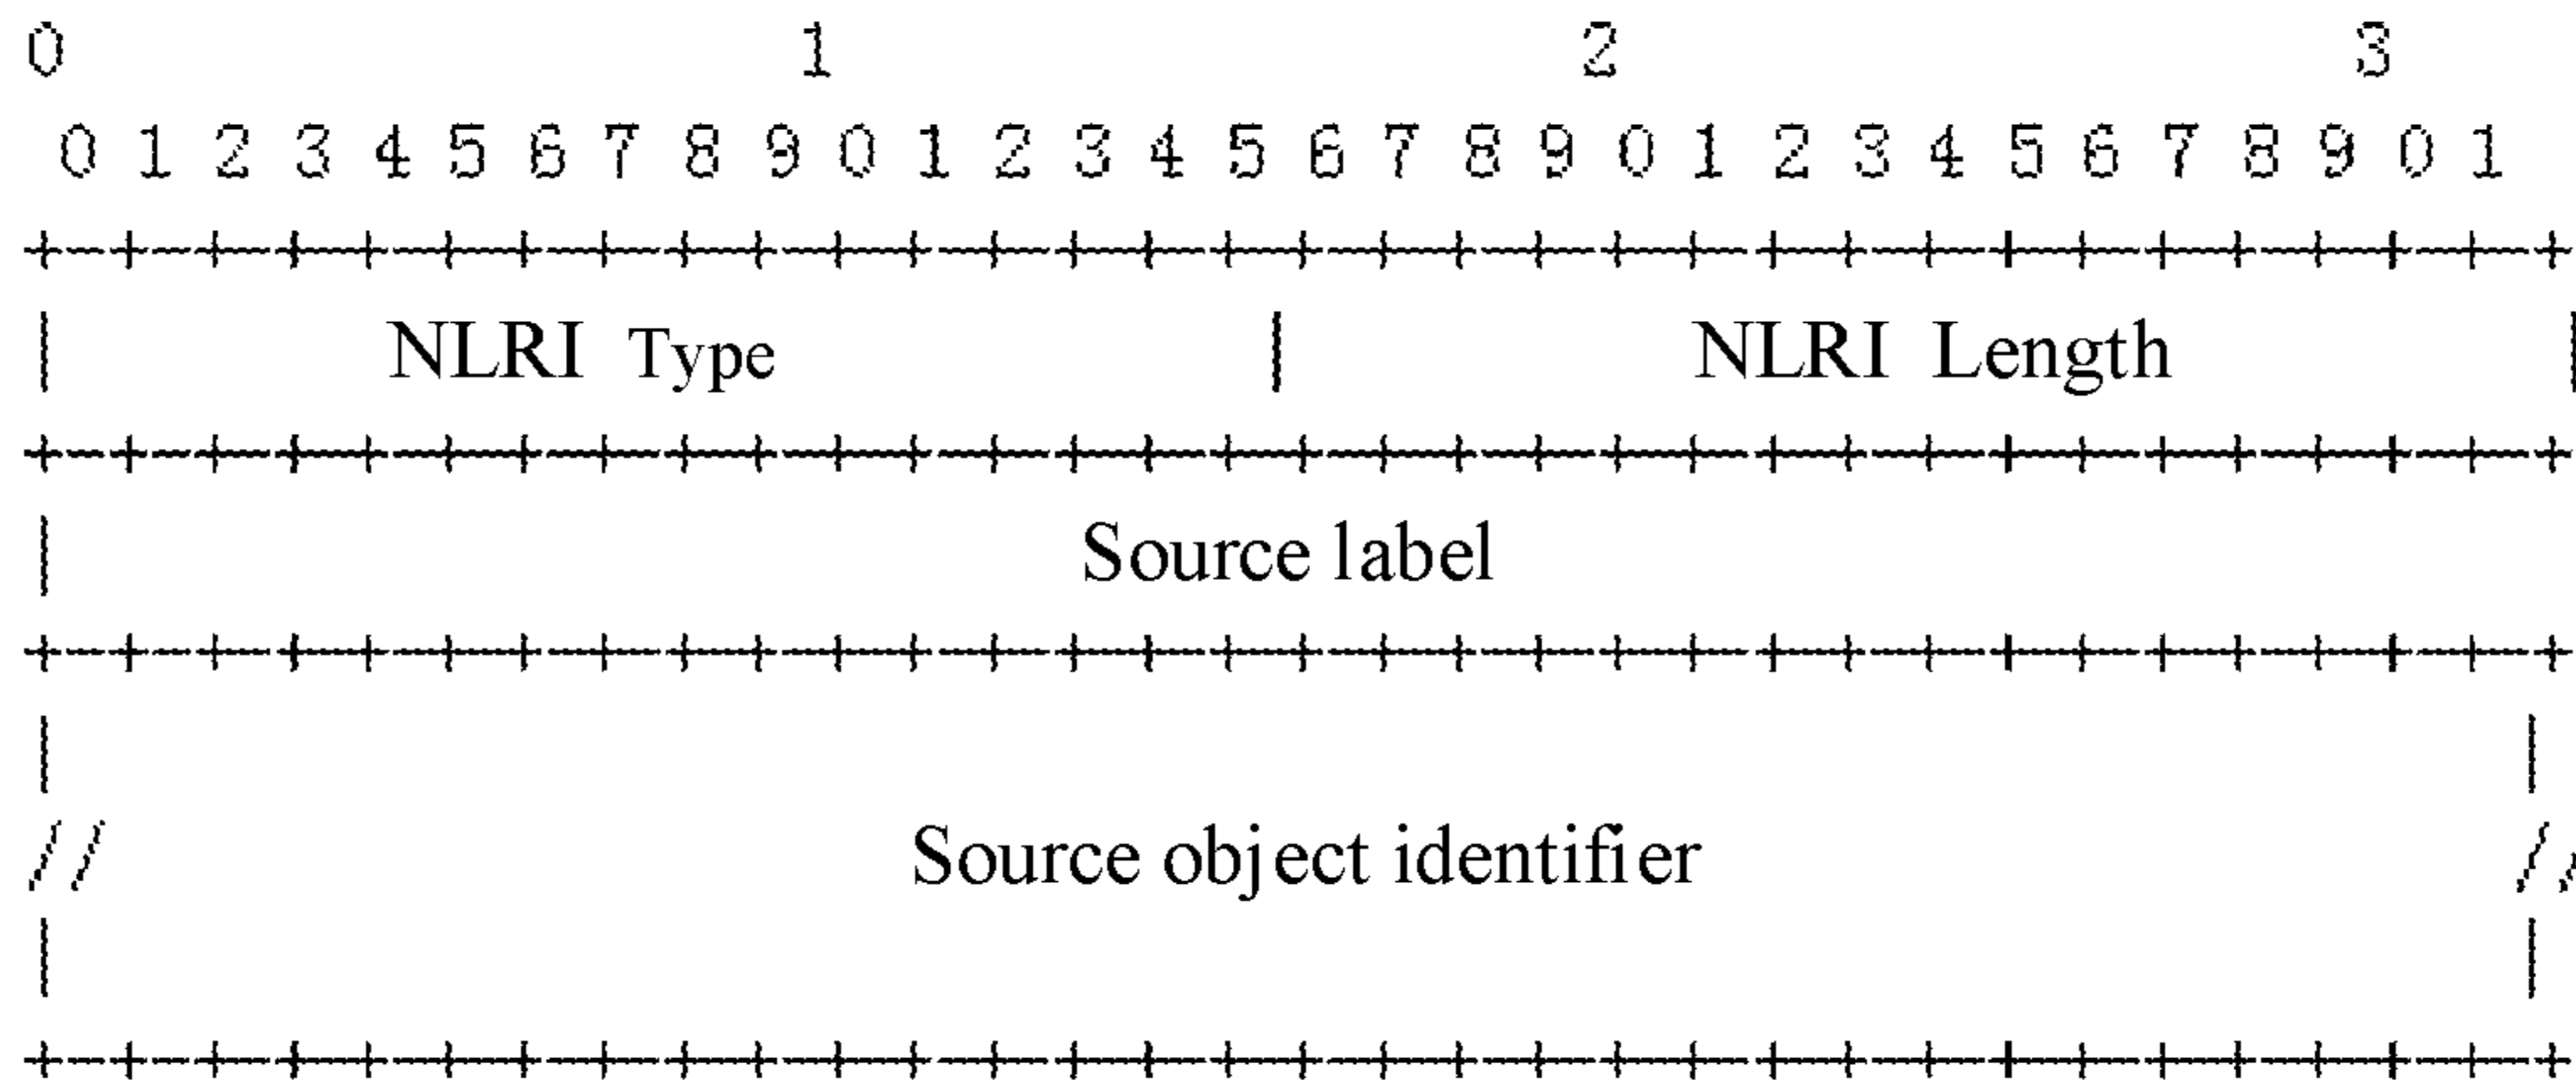 0 1 2 3
0 1 2 3 4 5 6 7 8 9 0 1 2 3 4 5 6 7 8 9 0 1 2 3 4 5 6 7 8 9 0 1
+--+--+--+--+--+--+--+--+--+--+--+--+--+--+--+--+--+--+--+--+--+--+--+--+--+--+--+--+--+--+--+--+
| NLRI Type | NLRI Length |
+--+--+--+--+--+--+--+--+--+--+--+--+--+--+--+--+--+--+--+--+--+--+--+--+--+--+--+--+--+--+--+--+
| Source label
+--+--+--+--+--+--+--+--+--+--+--+--+--+--+--+--+--+--+--+--+--+--+--+--+--+--+--+--+--+--+--+--+
| |
// Source object identifier //
| |
+--+--+--+--+--+--+--+--+--+--+--+--+--+--+--+--+--+--+--+--+--+--+--+--+--+--+--+--+--+--+--+--+